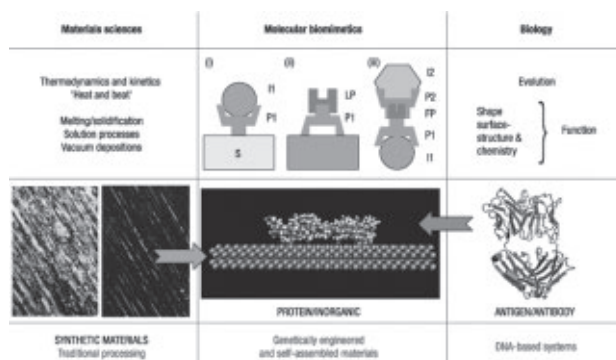 Materials sciences
Molecular biomimetics
Biology
Thermodynamics and kinetics
'Heat and beat'
Melting/solidification
Solution processes
Vacuum depositions
(i)
I1
P1
S
(ii)
LP
P1
(iii)
I2
P2
FP
P1
I1
Evolution
Shape
surface-
structure &
chemistry
Function
PROTEIN/INORGANIC
ANTIGEN/ANTIBODY
SYNTHETIC MATERIALS
Traditional processing
Genetically engineered
and self-assembled materials
DNA-based systems